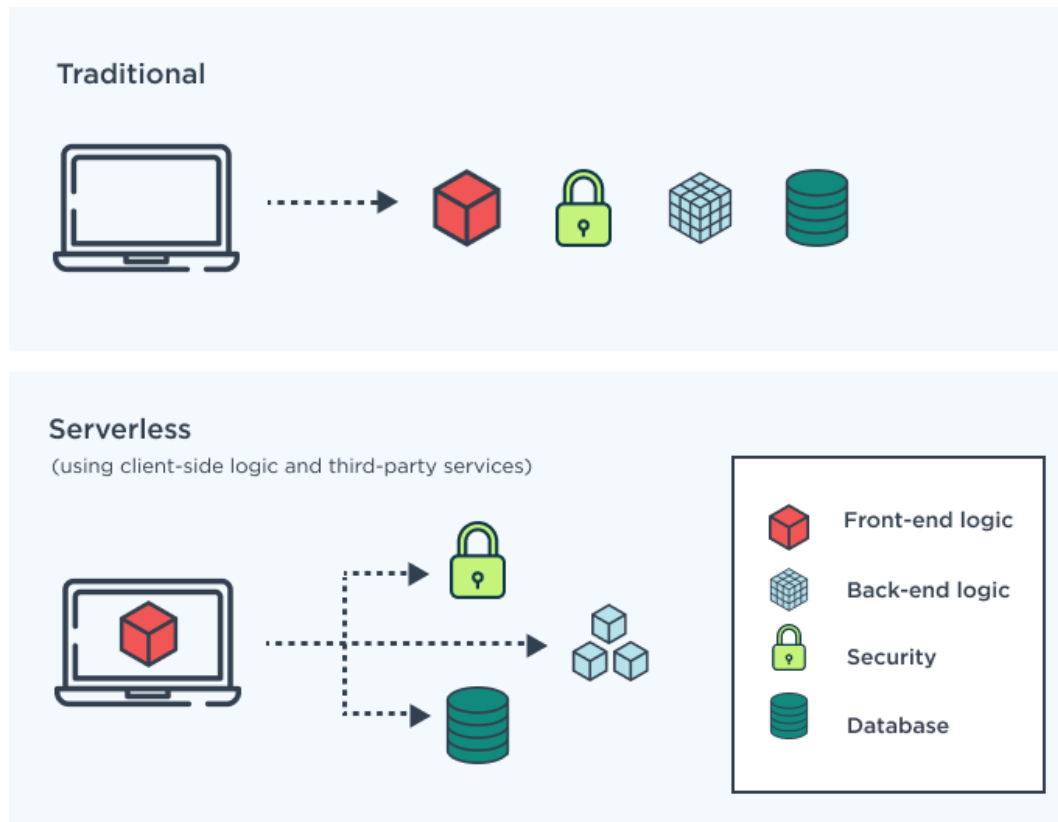 Traditional
Serverless
(using client-side logic and third-party services)
Front-end logic
Back-end logic
Security
Database